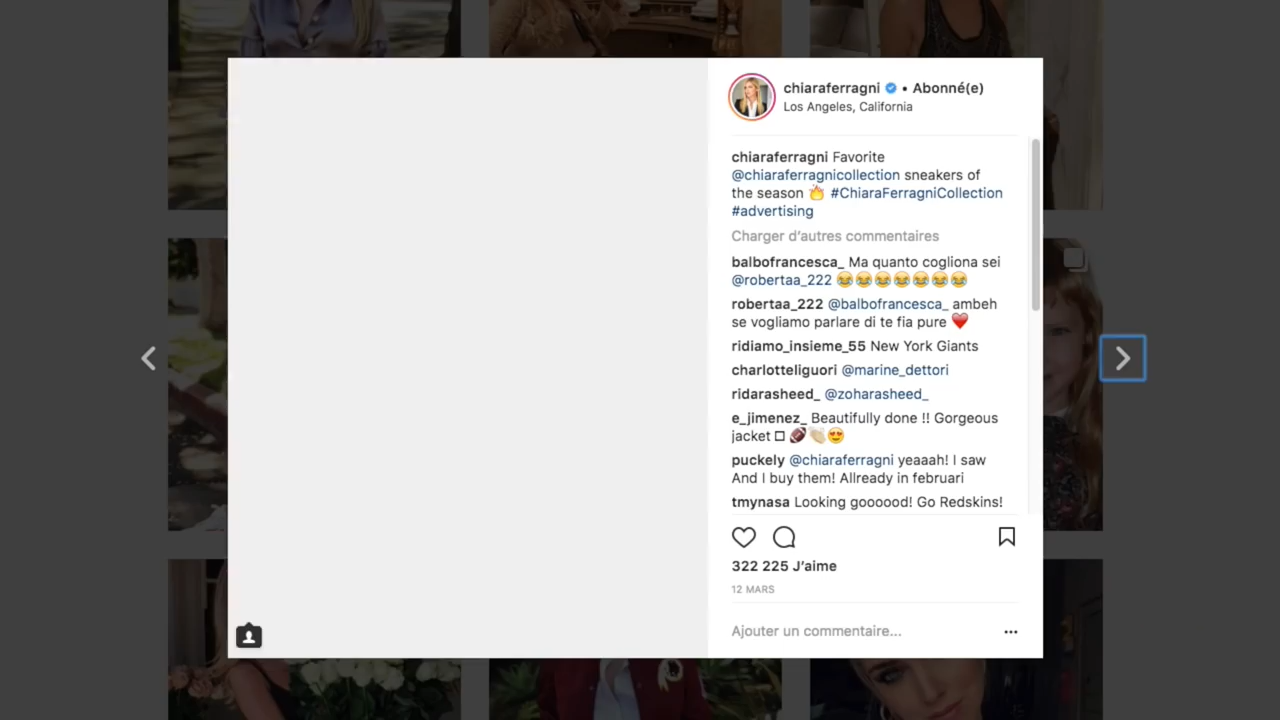 chiaraferragni • Abonné(e)
Los Angeles, California
chiaraferragni Favorite
@chiaraferragnicollection sneakers of
the season 🔥 #ChiaraFerragniCollection
#advertising
Charger d'autres commentaires
balbofrancesca_ Ma quanto cogliona sei
@robertaa_222 😂😂😂😂😂😂😂
robertaa_222 @balbofrancesca_ ambeh
se vogliamo parlare di te fia pure ❤️
ridiamo_insieme_55 New York Giants
charlotteliguori @marine_dettori
ridarasheed_ @zoharasheed_
e_jimenez_ Beautifully done !! Gorgeous
jacket □ 🏈👏🏼😍
puckely @chiaraferragni yeaaah! I saw
And I buy them! Allready in februari
tmynasa Looking goooood! Go Redskins!
322 225 J'aime
12 MARS
Ajouter un commentaire...